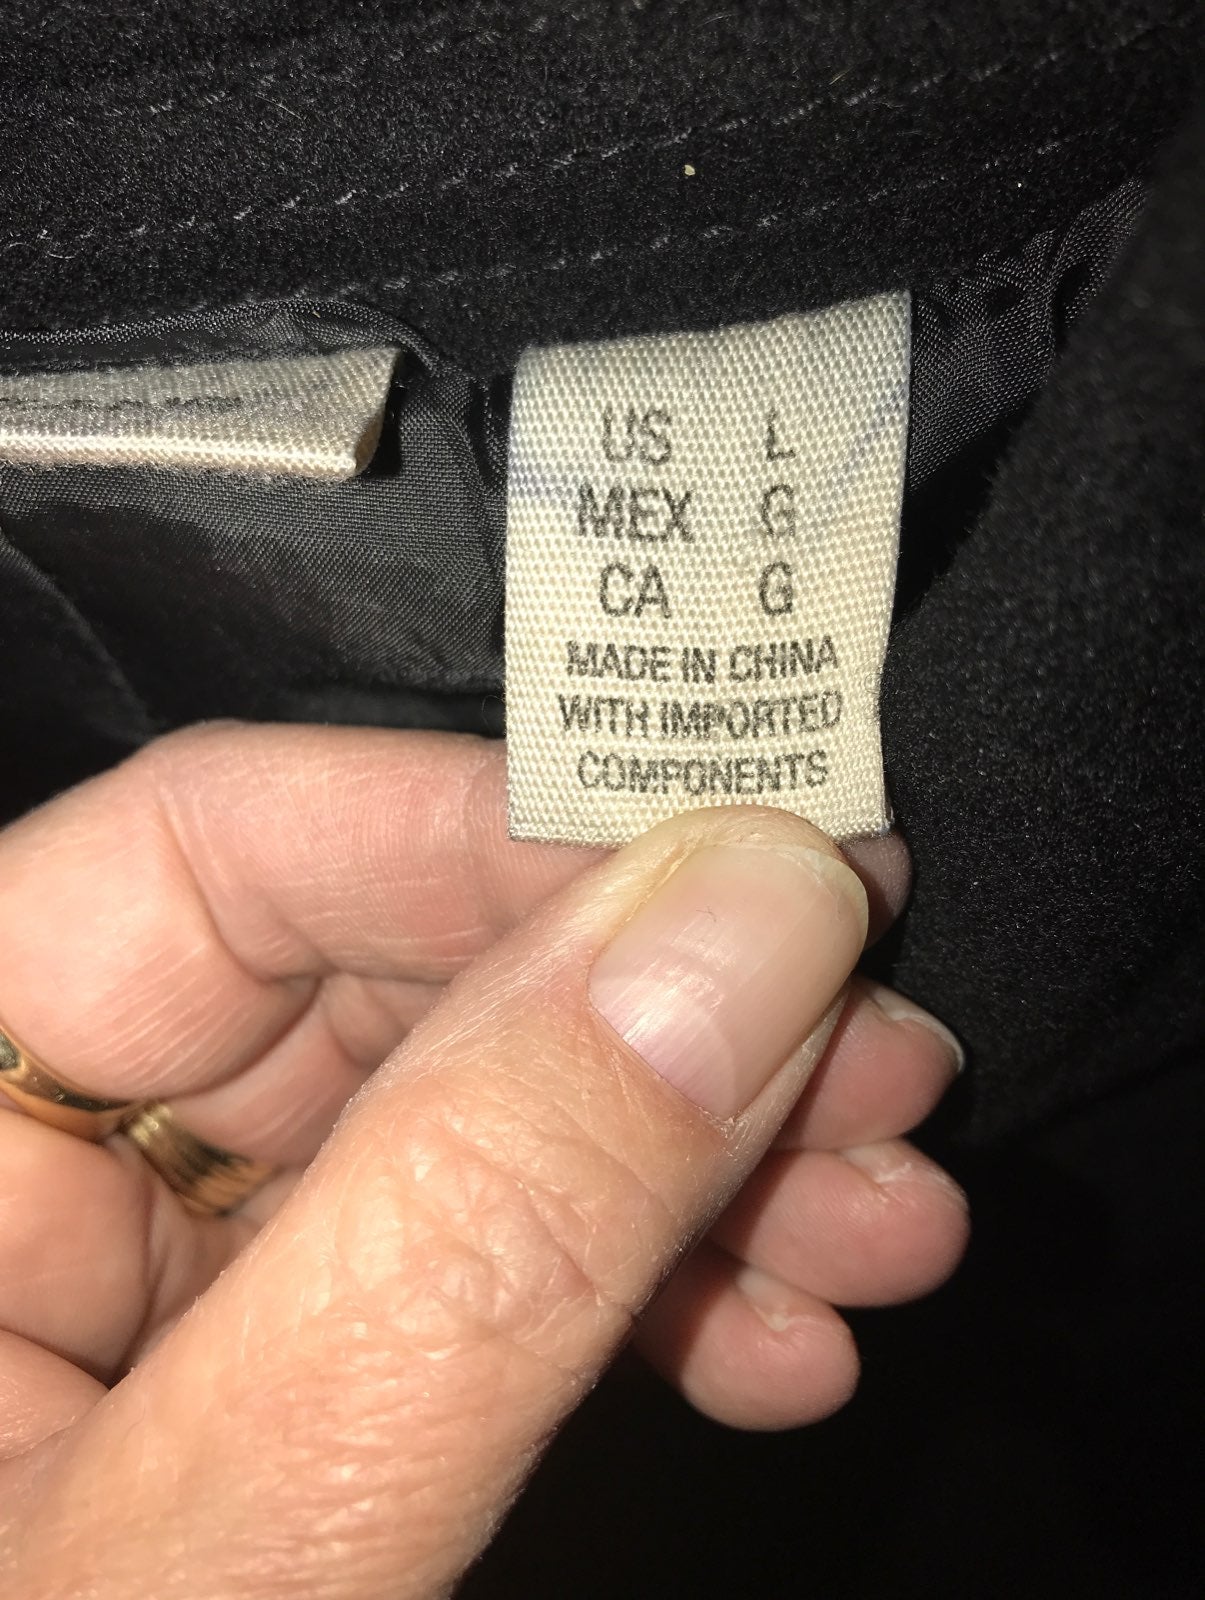 US L
MEX G
CA G
MADE IN CHINA
WITH IMPORTED
COMPONENTS